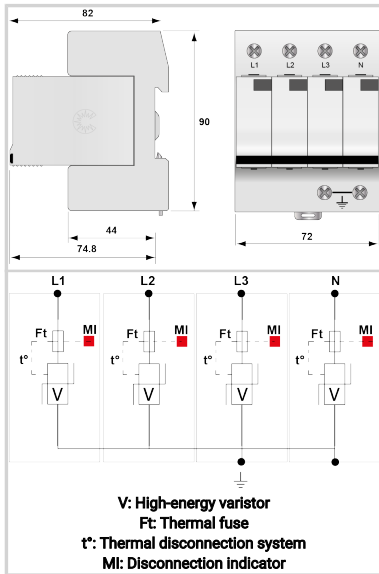 82
L1 L2 L3 N
90
44
74.8
72
L1 L2 L3 N
Ft MI Ft MI Ft MI Ft MI
t° t° t° t°
V V V V
V: High-energy varistor
Ft: Thermal fuse
t°: Thermal disconnection system
MI: Disconnection indicator